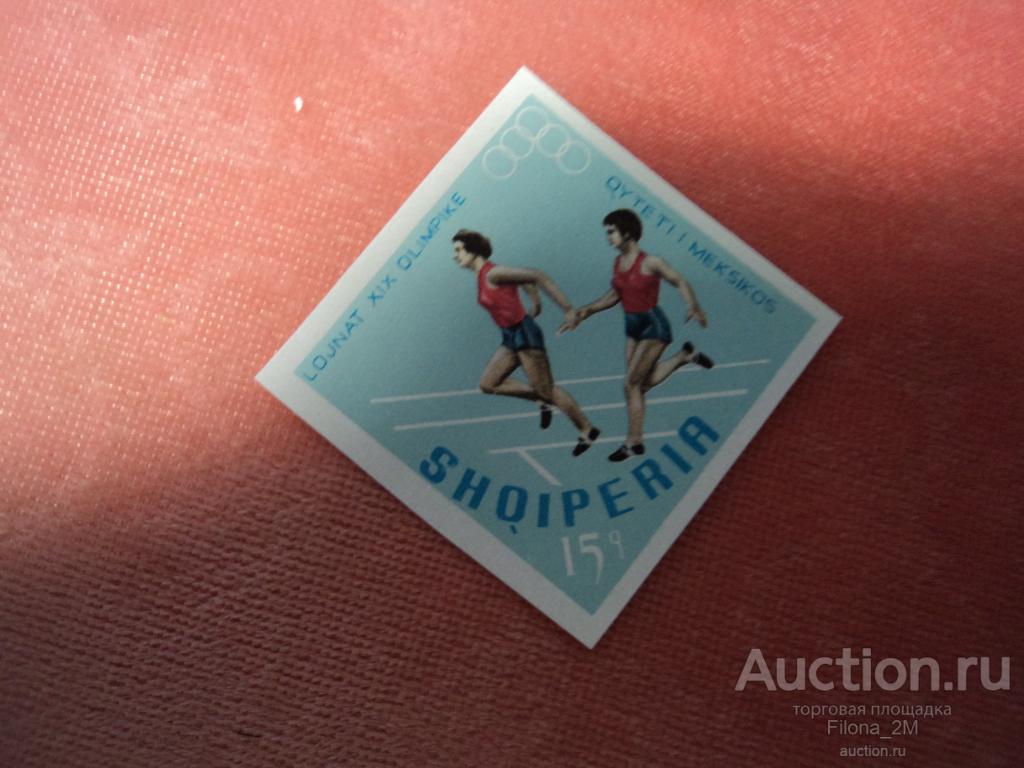 LOJNAT XIX OLIMPIKE
QYTETI I MEKSIKOS
SHQIPERIA
15q
Auction.ru
торговая площадка
Filona_2M
auction.ru